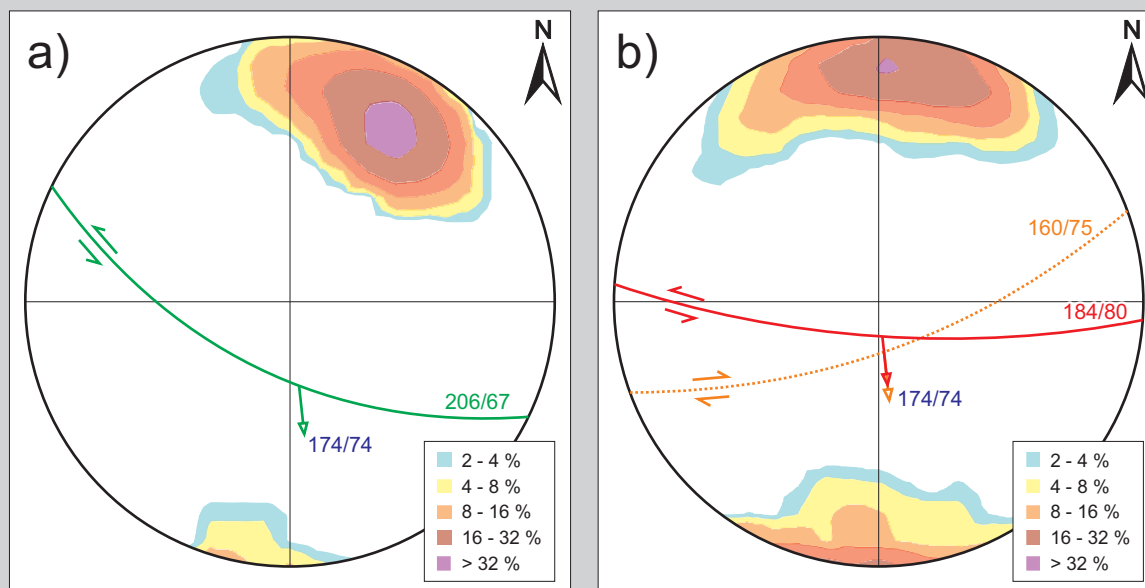 a)
N
206/67
174/74
2 - 4 %
4 - 8 %
8 - 16 %
16 - 32 %
> 32 %
b)
N
160/75
184/80
174/74
2 - 4 %
4 - 8 %
8 - 16 %
16 - 32 %
> 32 %